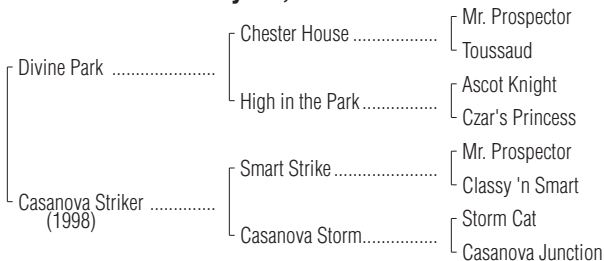 Mr. Prospector
Chester House ..................
Toussaud
Divine Park ......................
Ascot Knight
High in the Park ................
Czar's Princess
Mr. Prospector
Smart Strike ......................
Classy 'n Smart
Casanova Striker ..............
(1998)
Storm Cat
Casanova Storm ................
Casanova Junction